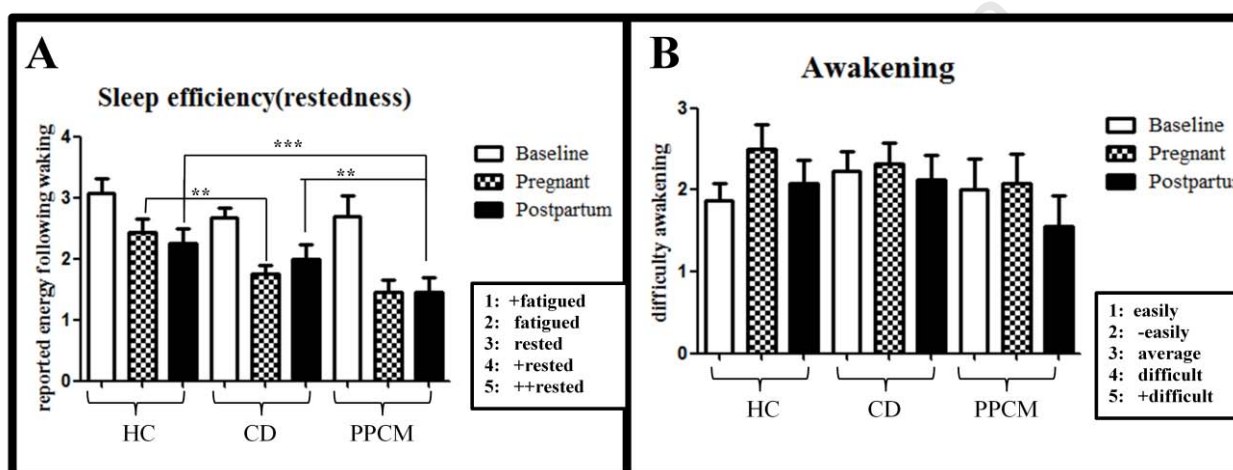 A
Sleep efficiency(restedness)
reported energy following waking
4
3
2
1
0
***
**
**
Baseline
Pregnant
Postpartum
HC
CD
PPCM
1: +fatigued
2: fatigued
3: rested
4: +rested
5: ++rested
B
Awakening
difficulty awakening
3
2
1
0
Baseline
Pregnant
Postpartum
HC
CD
PPCM
1: easily
2: -easily
3: average
4: difficult
5: +difficult